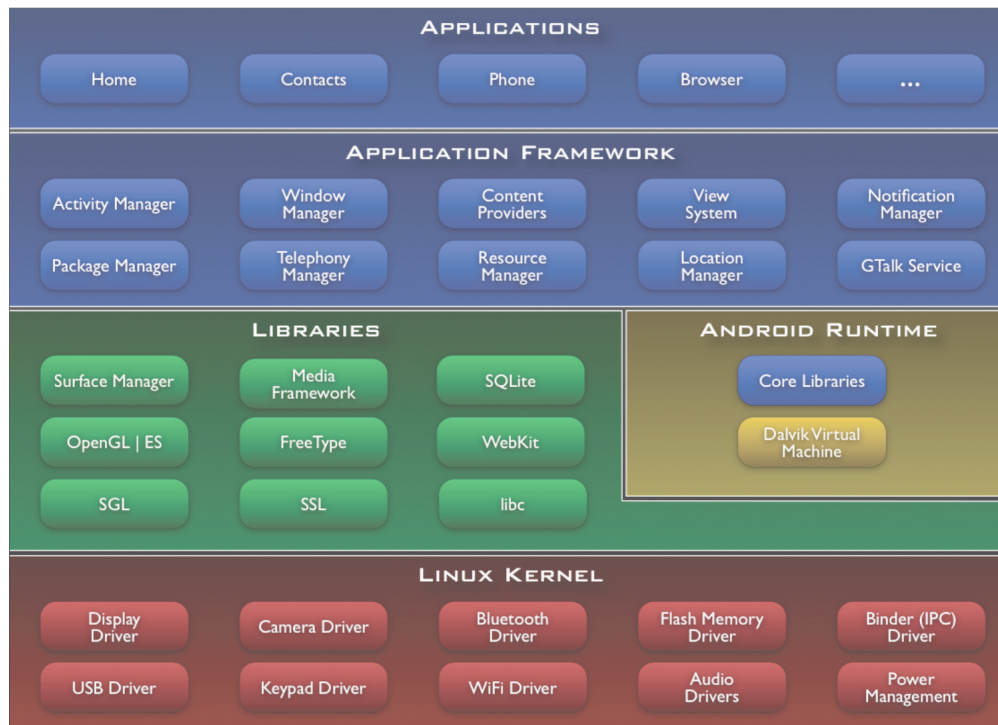 APPLICATIONS
Home
Contacts
Phone
Browser
...
APPLICATION FRAMEWORK
Activity Manager
Window
Manager
Content
Providers
View
System
Notification
Manager
Package Manager
Telephony
Manager
Resource
Manager
Location
Manager
GTalk Service
LIBRARIES
Surface Manager
Media
Framework
SQLite
OpenGL | ES
FreeType
WebKit
SGL
SSL
libc
ANDROID RUNTIME
Core Libraries
Dalvik Virtual
Machine
LINUX KERNEL
Display
Driver
Camera Driver
Bluetooth
Driver
Flash Memory
Driver
Binder (IPC)
Driver
USB Driver
Keypad Driver
WiFi Driver
Audio
Drivers
Power
Management